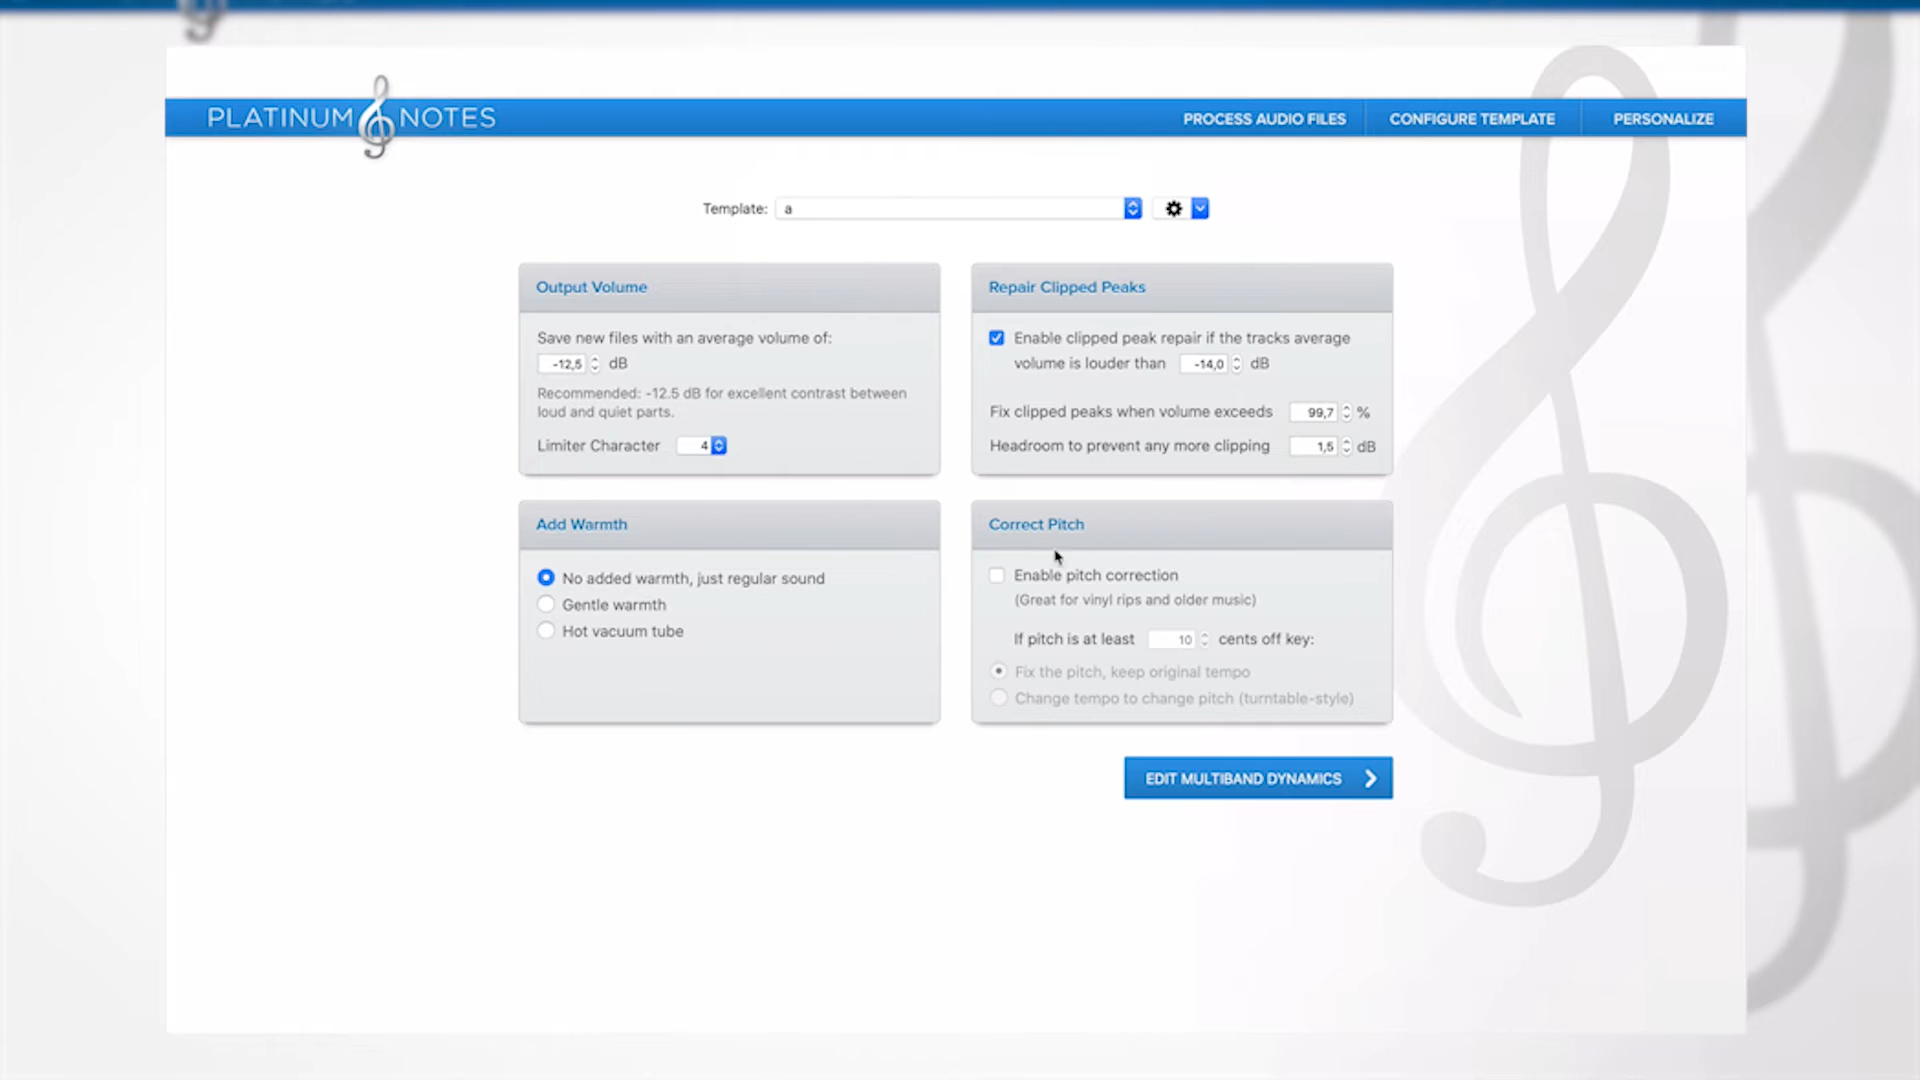 PLATINUM NOTES
PROCESS AUDIO FILES
CONFIGURE TEMPLATE
PERSONALIZE
Template: a
Output Volume
Save new files with an average volume of:
-12,5 dB
Recommended: -12.5 dB for excellent contrast between
loud and quiet parts.
Limiter Character 4
Repair Clipped Peaks
Enable clipped peak repair if the tracks average
volume is louder than -14,0 dB
Fix clipped peaks when volume exceeds 99,7 %
Headroom to prevent any more clipping 1,5 dB
Add Warmth
No added warmth, just regular sound
Gentle warmth
Hot vacuum tube
Correct Pitch
Enable pitch correction
(Great for vinyl rips and older music)
If pitch is at least 10 cents off key:
Fix the pitch, keep original tempo
Change tempo to change pitch (turntable-style)
EDIT MULTIBAND DYNAMICS